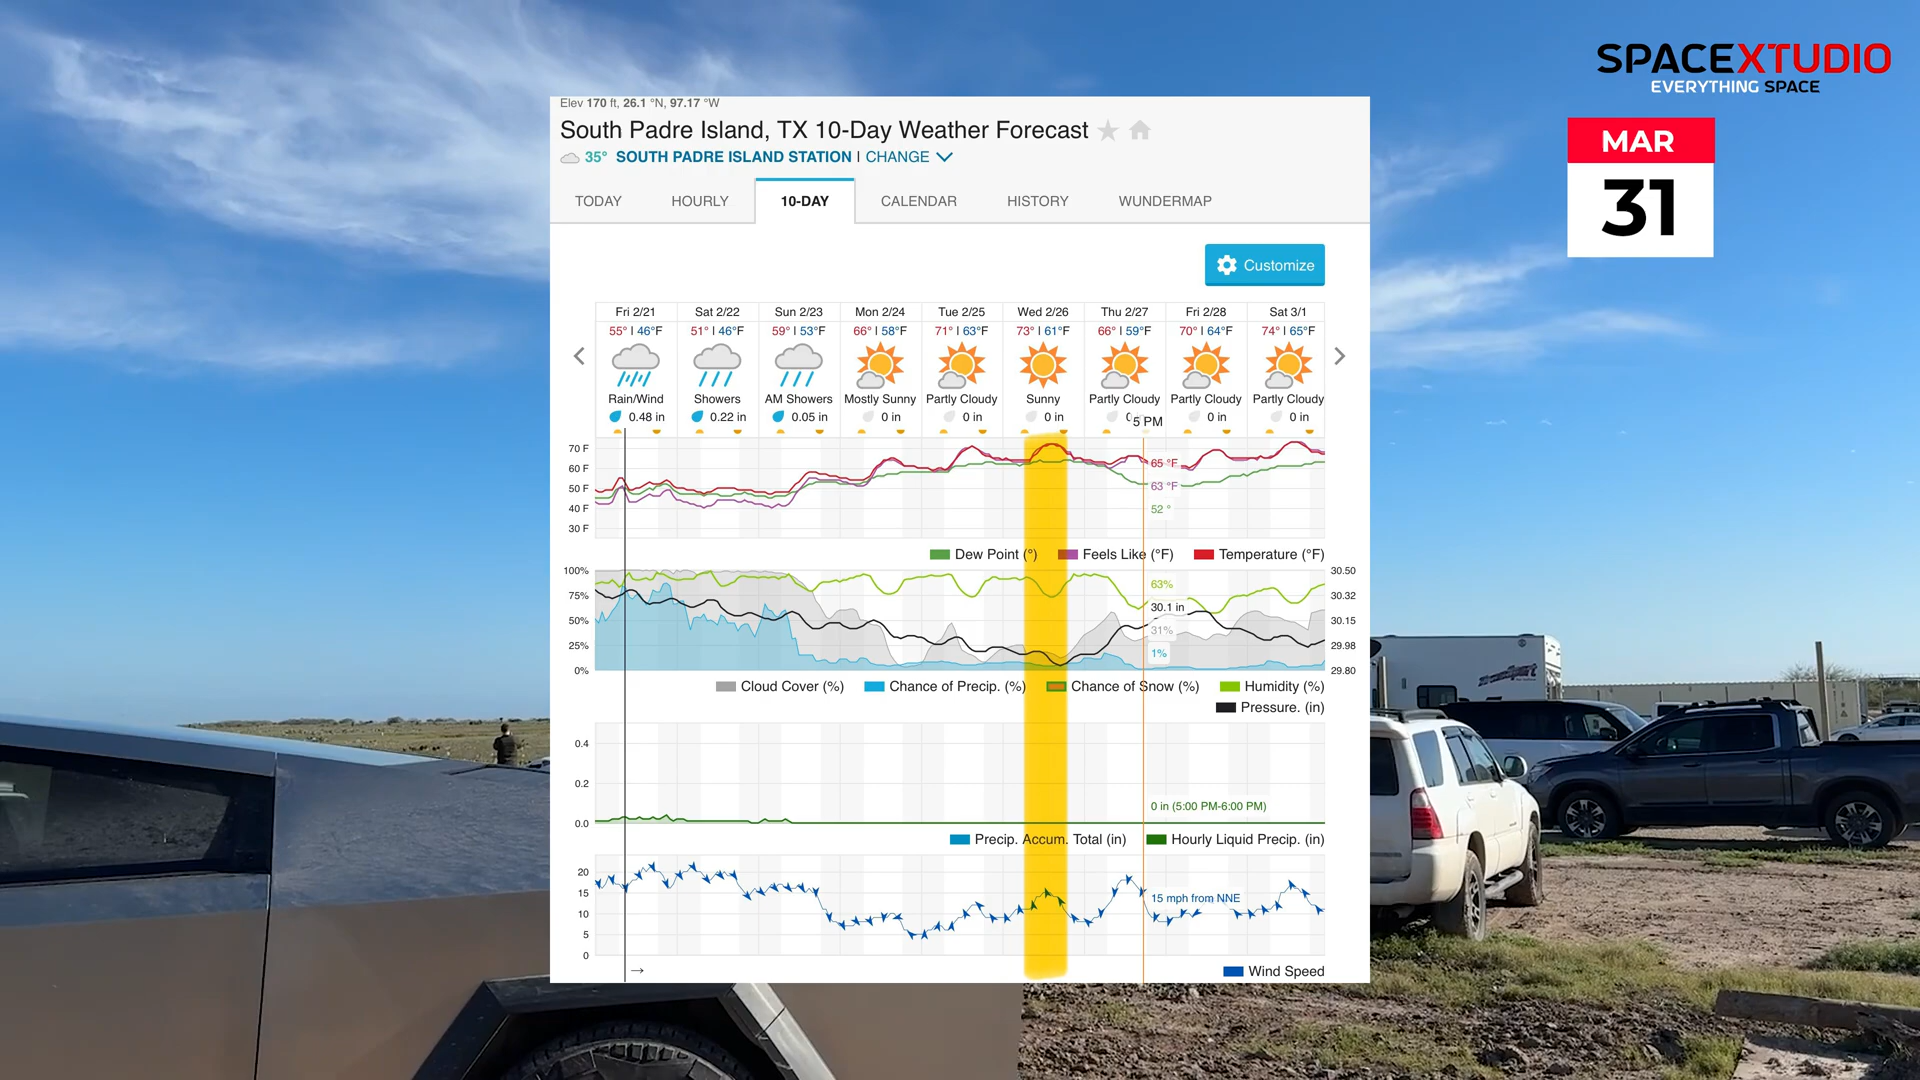 SPACEXTUDIO
EVERYTHING SPACE
MAR
31
Elev 170 ft, 26.1 °N, 97.17 °W
South Padre Island, TX 10-Day Weather Forecast
35° SOUTH PADRE ISLAND STATION | CHANGE
TODAY HOURLY 10-DAY CALENDAR HISTORY WUNDERMAP
Customize
Fri 2/21 Sat 2/22 Sun 2/23 Mon 2/24 Tue 2/25 Wed 2/26 Thu 2/27 Fri 2/28 Sat 3/1
55° | 46°F 51° | 46°F 59° | 53°F 66° | 58°F 71° | 63°F 73° | 61°F 66° | 59°F 70° | 64°F 74° | 65°F
Rain/Wind Showers AM Showers Mostly Sunny Partly Cloudy Sunny Partly Cloudy Partly Cloudy Partly Cloudy
0.48 in 0.22 in 0.05 in 0 in 0 in 0 in 0 in 0 in
5 PM
70 F
60 F
50 F
40 F
30 F
65 °F
63 °F
52 °
Dew Point (°) Feels Like (°F) Temperature (°F)
100% 30.50
75% 30.32
50% 30.15
25% 29.98
0% 29.80
63%
30.1 in
31%
1%
Cloud Cover (%) Chance of Precip. (%) Chance of Snow (%) Humidity (%)
Pressure. (in)
0.4
0.2
0.0
0 in (5:00 PM-6:00 PM)
Precip. Accum. Total (in) Hourly Liquid Precip. (in)
20
15
10
5
0
15 mph from NNE
→
Wind Speed